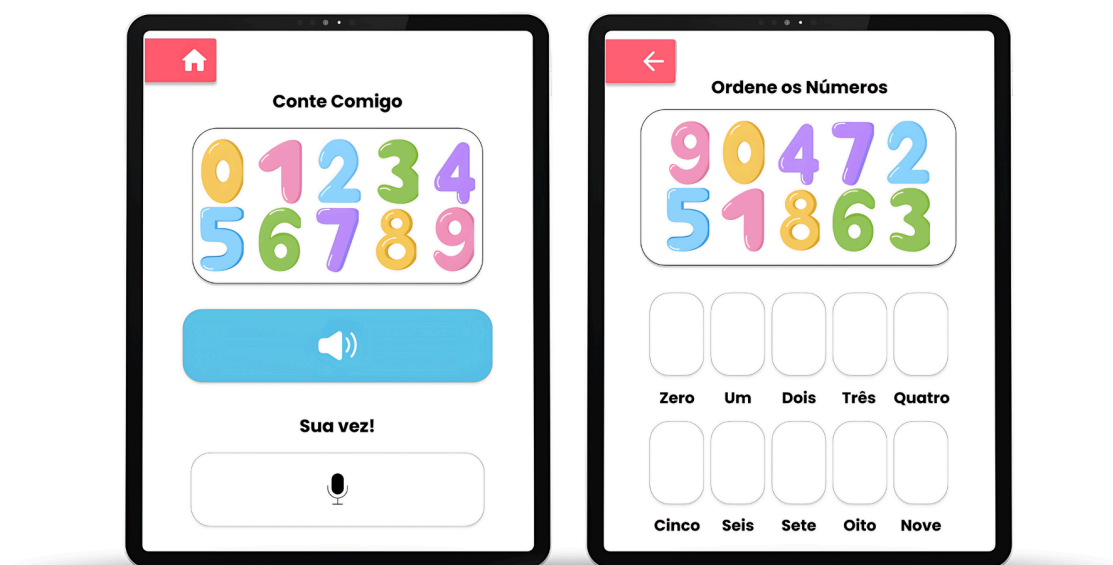 Conte Comigo
0 1 2 3 4
5 6 7 8 9
Sua vez!
Ordene os Números
9 0 4 7 2
5 1 8 6 3
Zero Um Dois Três Quatro
Cinco Seis Sete Oito Nove